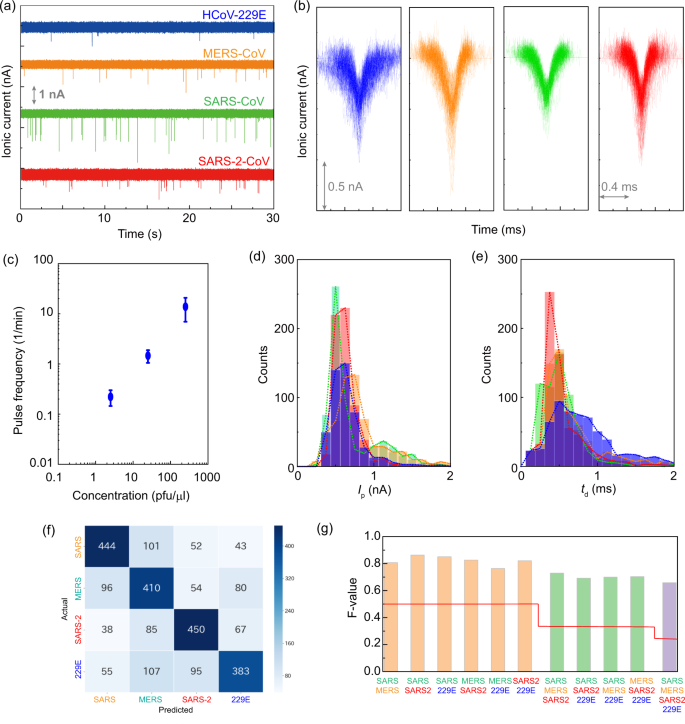 (a)
HCoV-229E
MERS-CoV
1 nA
SARS-CoV
SARS-2-CoV
Ionic current (nA)
0 10 20 30
Time (s)
(b)
Ionic current (nA)
0.5 nA
0.4 ms
Time (ms)
(c)
Pulse frequency (1/min)
100
10
1
0.1
0.01
0.1 1 10 100 1000
Concentration (pfu/μl)
(d)
Counts
300
200
100
0
0 1 2
Ip (nA)
(e)
Counts
300
200
100
0
0 1 2
td (ms)
(f)
Actual
SARS 444 101 52 43
MERS 96 410 54 80
SARS-2 38 85 450 67
229E 55 107 95 383
SARS MERS SARS-2 229E
Predicted
400
320
240
160
80
(g)
F-value
1.0
0.8
0.6
0.4
0.2
0
SARS SARS SARS MERS MERS SARS2 SARS SARS SARS MERS SARS
MERS SARS2 229E SARS2 229E 229E MERS SARS2 MERS SARS2 MERS
SARS2 229E 229E 229E SARS2
229E